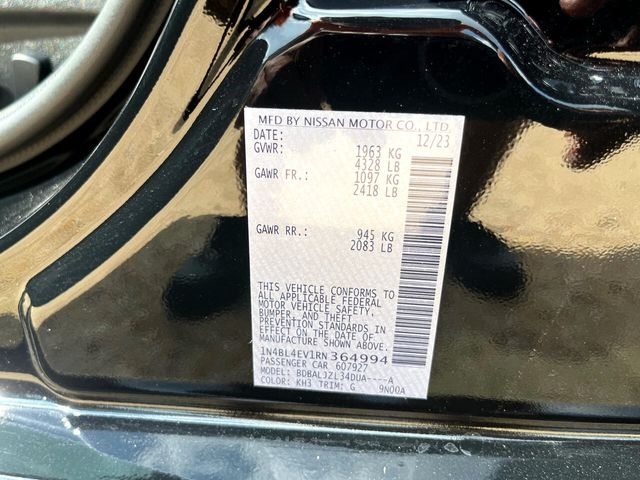 MFD BY NISSAN MOTOR CO., LTD.
DATE: 12/23
GVWR: 1963 KG
4328 LB
GAWR FR.: 1097 KG
2418 LB
GAWR RR.: 945 KG
2083 LB
THIS VEHICLE CONFORMS TO
ALL APPLICABLE FEDERAL
MOTOR VEHICLE SAFETY,
BUMPER, AND THEFT
PREVENTION STANDARDS IN
EFFECT ON THE DATE OF
MANUFACTURE SHOWN ABOVE.
1N4BL4EV1RN364994
PASSENGER CAR 607927
MODEL: BDBALJZL34DUA----A
COLOR: KH3 TRIM: G 9N00A